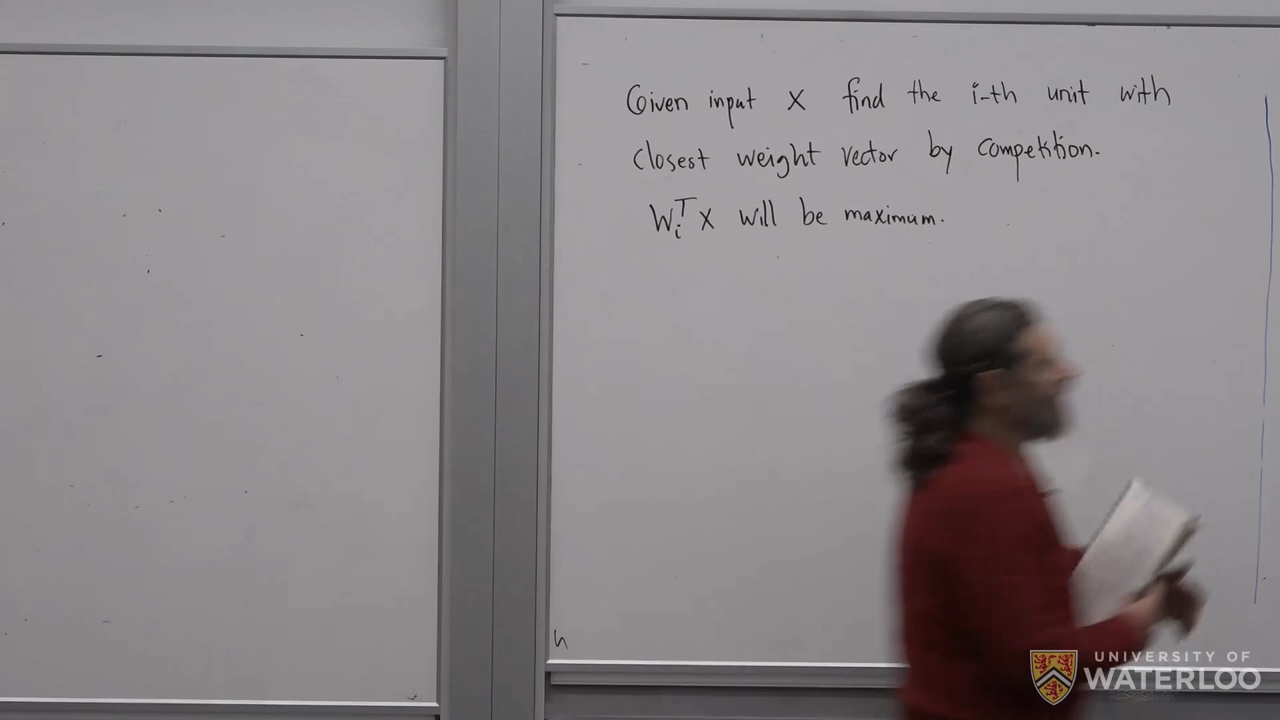 Given input X find the i-th unit with
closest weight vector by competition.
W_i^T X will be maximum.
UNIVERSITY OF
WATERLOO